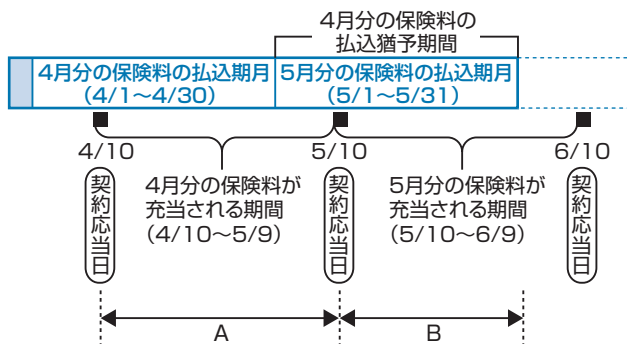 4月分の保険料の
払込猶予期間
4月分の保険料の払込期月
(4/1～4/30)
5月分の保険料の払込期月
(5/1～5/31)
4/10
5/10
6/10
契約応当日
4月分の保険料が
充当される期間
(4/10～5/9)
契約応当日
5月分の保険料が
充当される期間
(5/10～6/9)
契約応当日
A
B